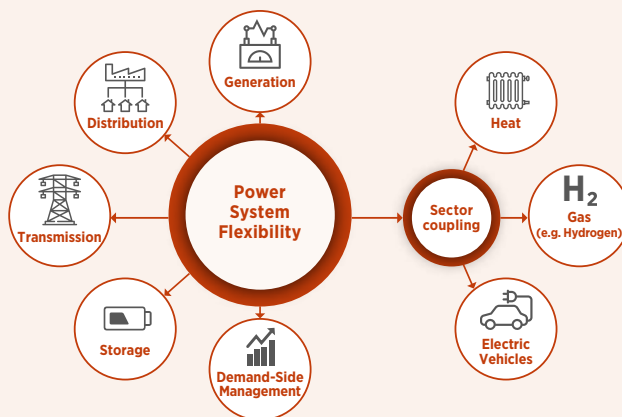 Generation
Distribution
Transmission
Storage
Demand-Side
Management
Power
System
Flexibility
Sector
coupling
Heat
H₂
Gas
(e.g. Hydrogen)
Electric
Vehicles